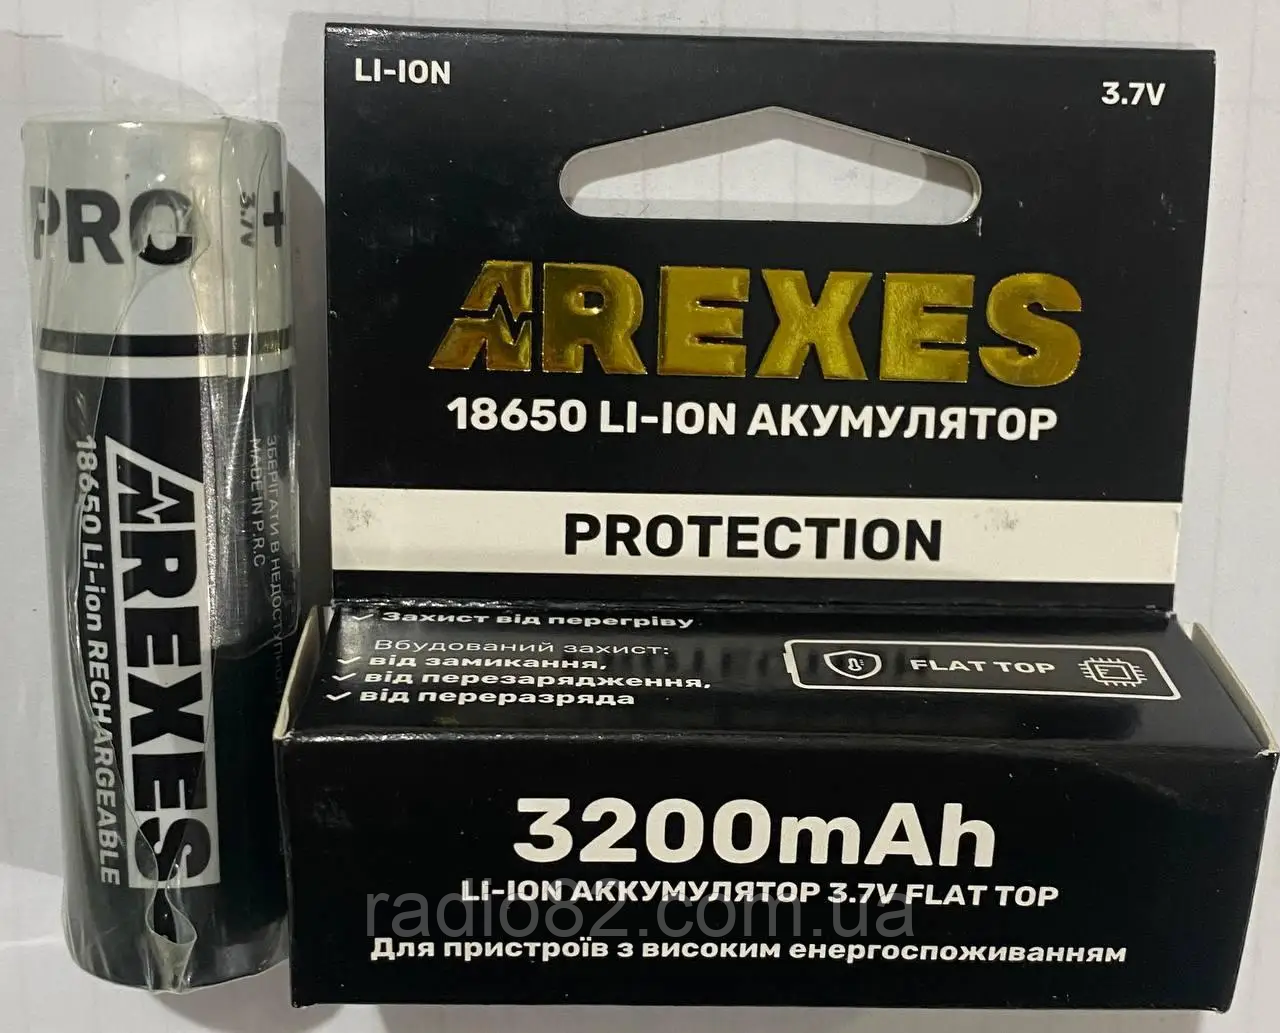 PRO
3.7V
+
AREXES
18650 Li-ion RECHARGEABLE
ЗБЕРІГАТИ В
MADE IN P.R.C
LI-ION
3.7V
AREXES
18650 LI-ION АКУМУЛЯТОР
PROTECTION
Захист від перегріву
Вбудований захист:
від замикання,
від перезарядження,
від переразряда
FLAT TOP
3200mAh
LI-ION АККУМУЛЯТОР 3.7V FLAT TOP
radio82.com.ua
Для пристроїв з високим енергоспоживанням